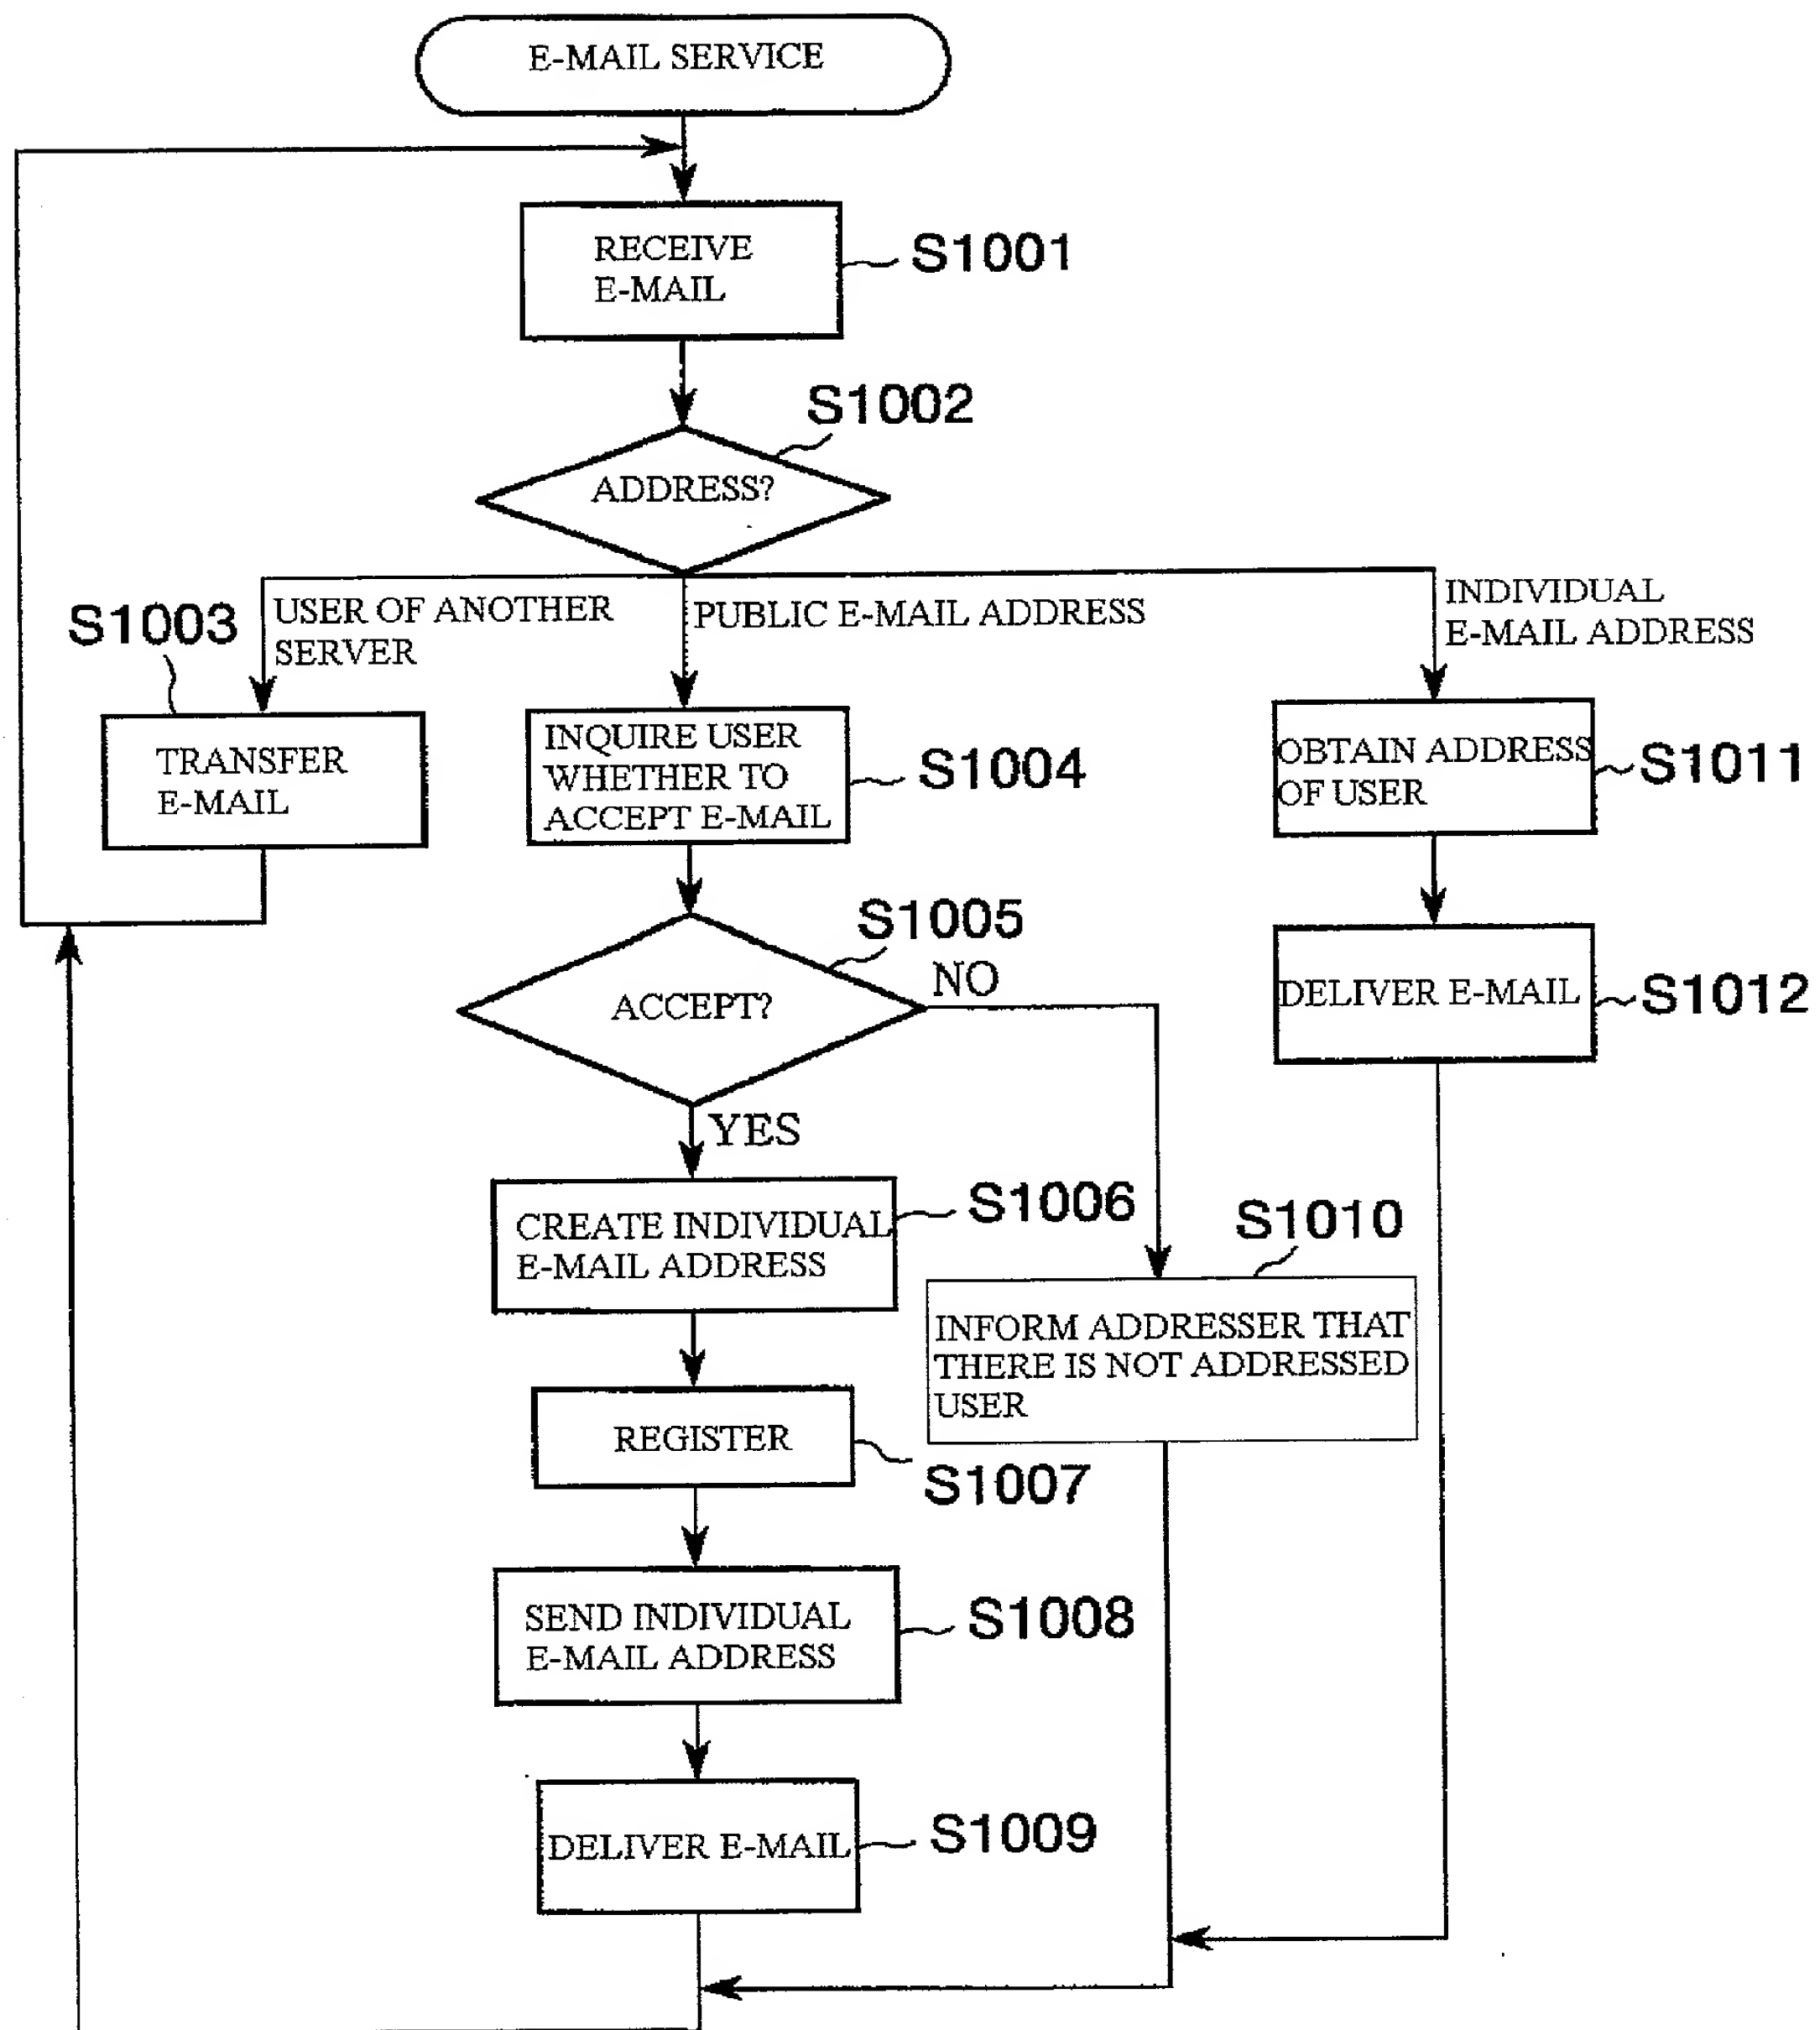 E-MAIL SERVICE
RECEIVE
E-MAIL
S1001
S1002
ADDRESS?
USER OF ANOTHER
SERVER
PUBLIC E-MAIL ADDRESS
INDIVIDUAL
E-MAIL ADDRESS
S1003
TRANSFER
E-MAIL
INQUIRE USER
WHETHER TO
ACCEPT E-MAIL
S1004
OBTAIN ADDRESS
OF USER
S1011
S1005
ACCEPT?
NO
DELIVER E-MAIL
S1012
YES
CREATE INDIVIDUAL
E-MAIL ADDRESS
S1006
S1010
INFORM ADDRESSER THAT
THERE IS NOT ADDRESSED
USER
REGISTER
S1007
SEND INDIVIDUAL
E-MAIL ADDRESS
S1008
DELIVER E-MAIL
S1009